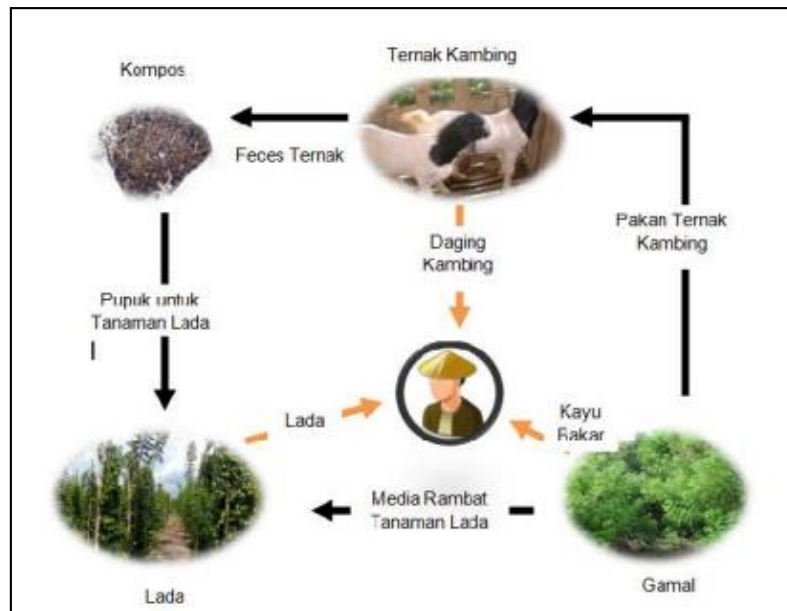 Ternak Kambing
Kompos
Feces Ternak
Pakan Ternak
Kambing
Daging
Kambing
Pupuk untuk
Tanaman Lada
Lada
Kayu
Bakar
Media Rambat
Tanaman Lada
Lada
Gamal